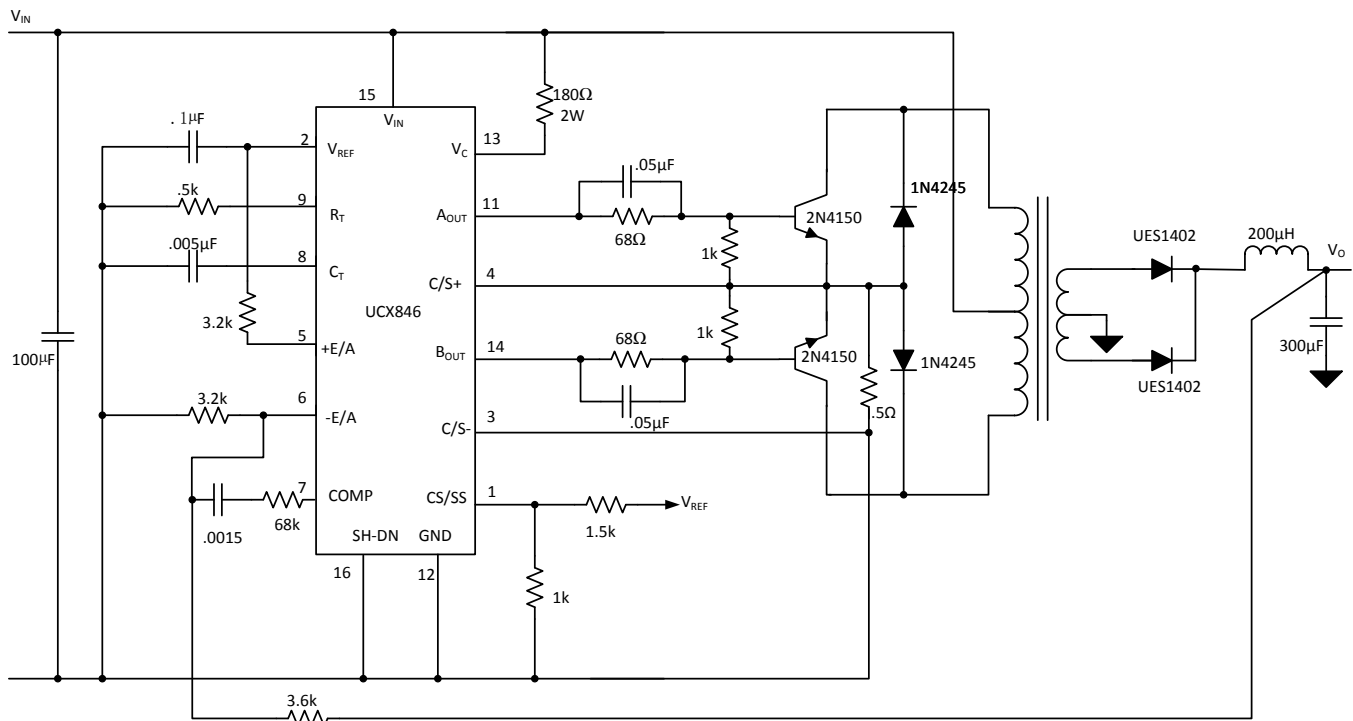 VIN
15
VIN
180Ω
2W
. 1µF
2
VREF
VC
13
.5k
9
RT
AOUT
11
.05µF
68Ω
2N4150
1N4245
.005µF
8
CT
1k
C/S+
4
UCX846
3.2k
5
+E/A
1k
BOUT
14
68Ω
.05µF
2N4150
1N4245
.5Ω
UES1402
UES1402
200µH
VO
300µF
100µF
3.2k
6
-E/A
C/S-
3
.0015
68k
7
COMP
CS/SS
1
1.5k
VREF
SH-DN
GND
16
12
1k
3.6k